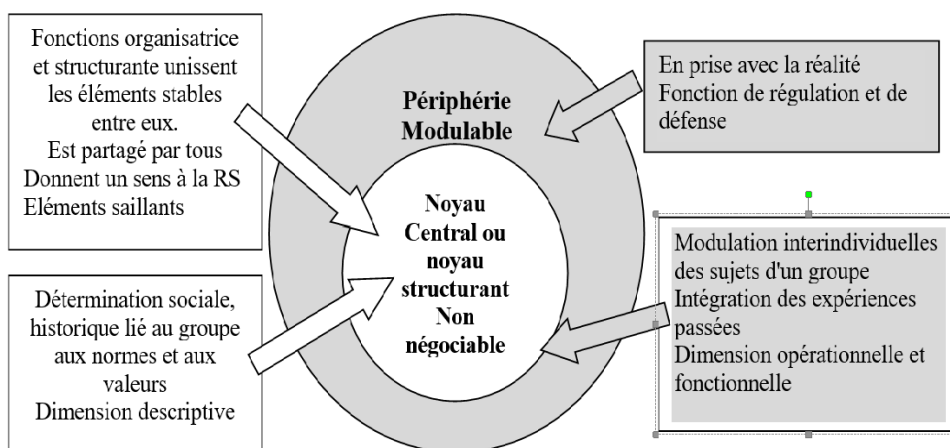 Fonctions organisatrice
et structurante unissent
les éléments stables
entre eux.
Est partagé par tous
Donnent un sens à la RS
Eléments saillants
Détermination sociale,
historique lié au groupe
aux normes et aux
valeurs
Dimension descriptive
Périphérie
Modulable
Noyau
Central ou
noyau
structurant
Non
négociable
En prise avec la réalité
Fonction de régulation et de
défense
Modulation interindividuelles
des sujets d'un groupe
Intégration des expériences
passées
Dimension opérationnelle et
fonctionnelle